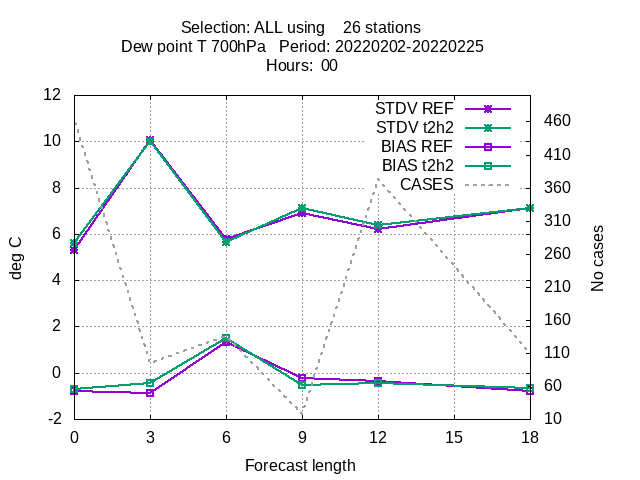 Selection: ALL using    26 stations
Dew point T 700hPa   Period: 20220202-20220225
Hours:  00
STDV REF
STDV t2h2
BIAS REF
BIAS t2h2
CASES
12
10
8
6
4
2
0
-2
deg C
460
410
360
310
260
210
160
110
60
10
No cases
0 3 6 9 12 15 18
Forecast length